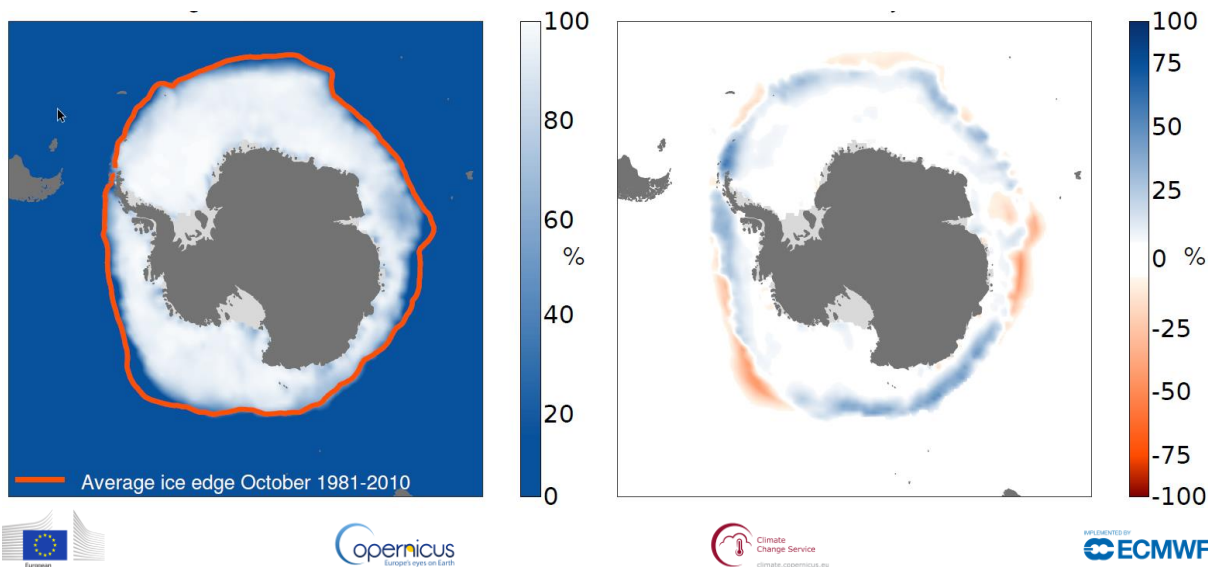 100
80
60
%
40
20
0
Average ice edge October 1981-2010
100
75
50
25
0 %
-25
-50
-75
-100
European
opernicus
Europe's eyes on Earth
Climate
Change Service
climate.copernicus.eu
IMPLEMENTED BY
ECMWF